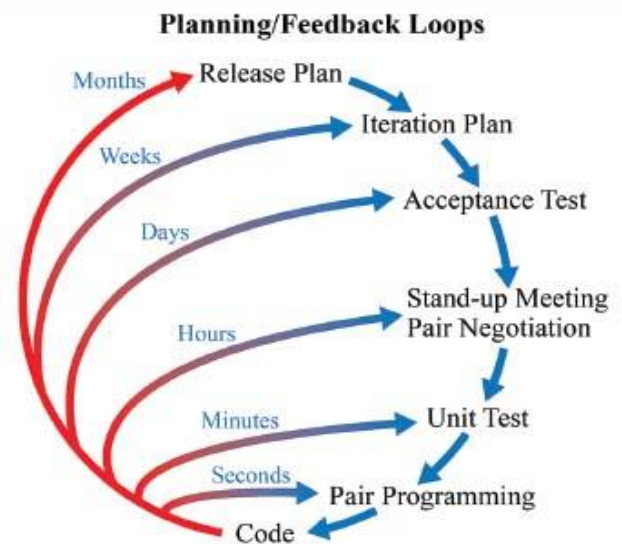 Planning/Feedback Loops
Months
Release Plan
Iteration Plan
Weeks
Acceptance Test
Days
Stand-up Meeting
Pair Negotiation
Hours
Unit Test
Minutes
Seconds
Pair Programming
Code